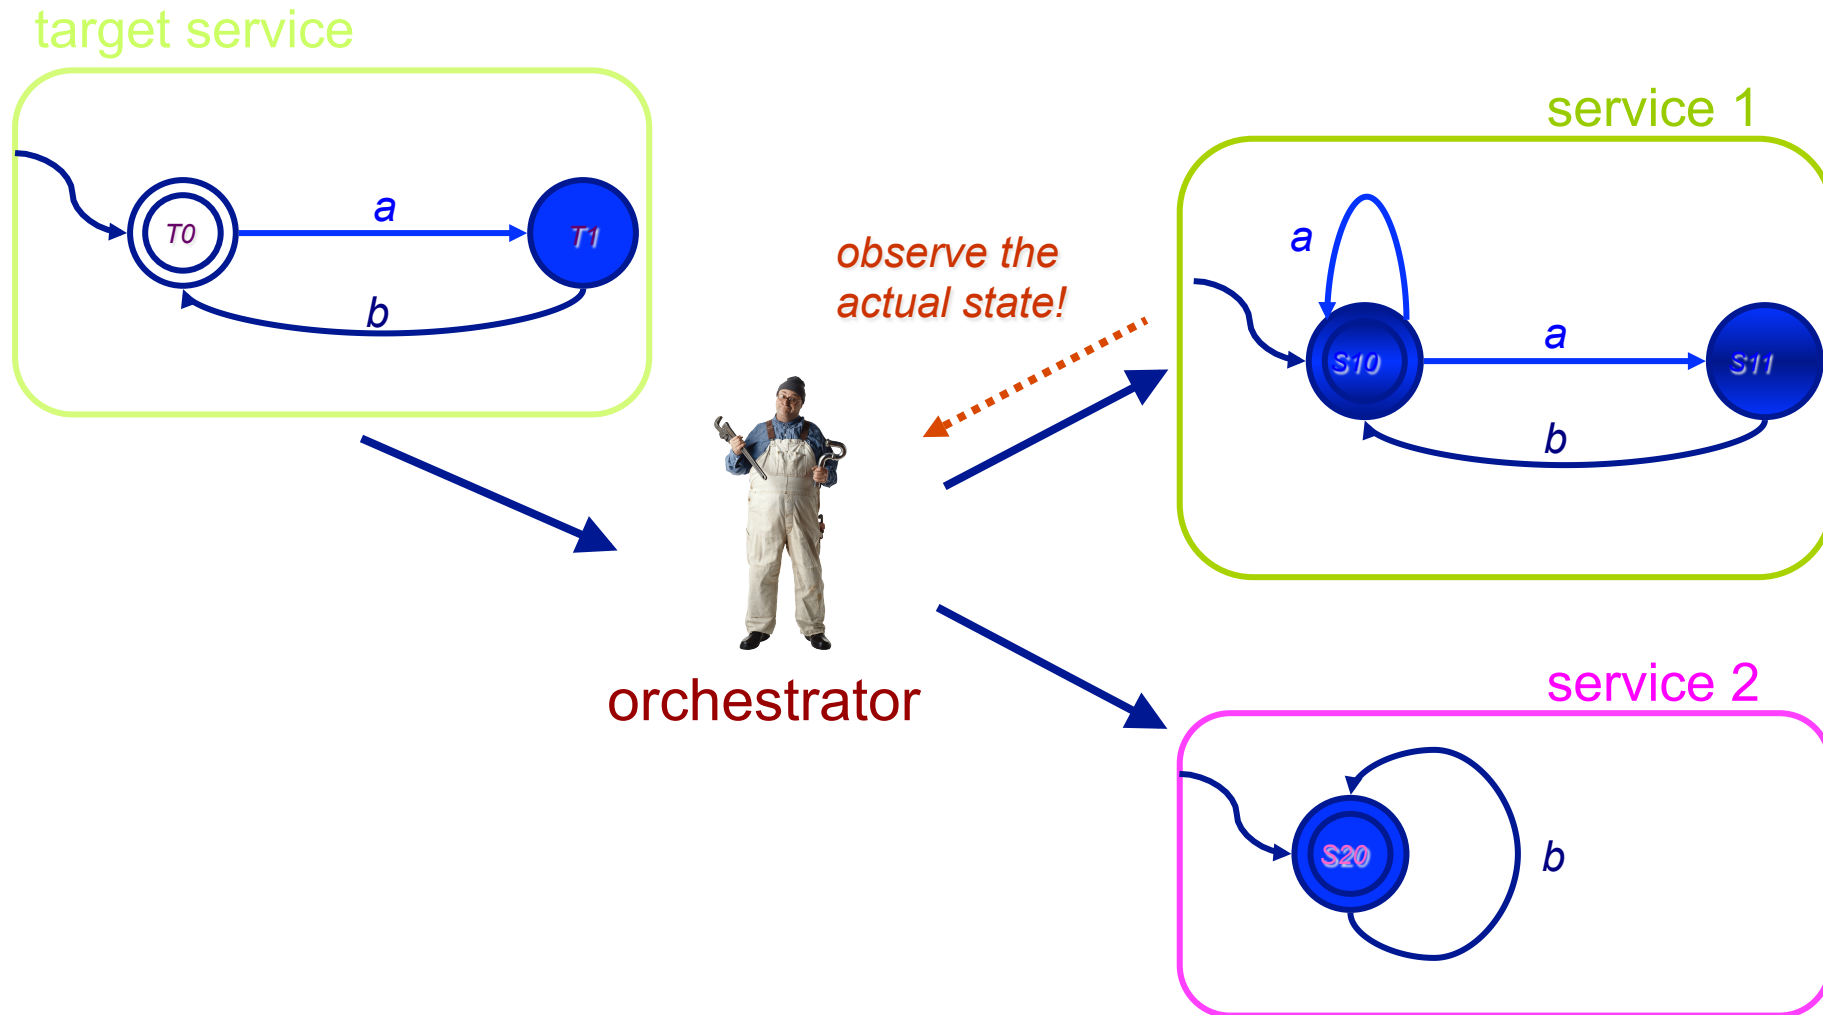 target service
T0
a
T1
b
observe the
actual state!
orchestrator
service 1
a
S10
a
S11
b
service 2
S20
b